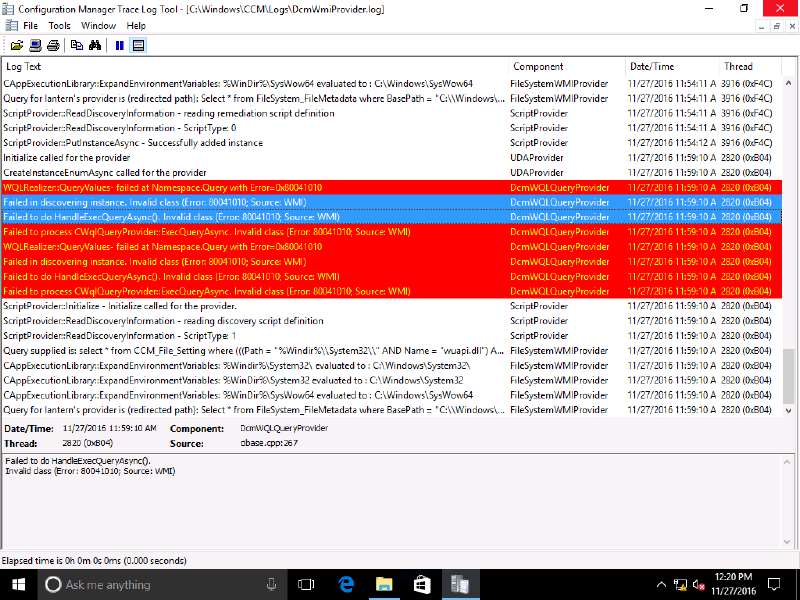 Configuration Manager Trace Log Tool - [C:\Windows\CCM\Logs\DcmWmiProvider.log]
File Tools Window Help
Log Text Component Date/Time Thread
CAppExecutionLibrary::ExpandEnvironmentVariables: %WinDir%\SysWow64 evaluated to : C:\Windows\SysWow64 FileSystemWMIProvider 11/27/2016 11:54:11 A 3916 (0xF4C)
Query for lantern's provider is (redirected path): Select * from FileSystem_FileMetadata where BasePath = "C:\\Windows\... FileSystemWMIProvider 11/27/2016 11:54:11 A 3916 (0xF4C)
ScriptProvider::ReadDiscoveryInformation - reading remediation script definition ScriptProvider 11/27/2016 11:54:12 A 3916 (0xF4C)
ScriptProvider::ReadDiscoveryInformation - ScriptType: 0 ScriptProvider 11/27/2016 11:54:12 A 3916 (0xF4C)
ScriptProvider::PutInstanceAsync - Successfully added instance ScriptProvider 11/27/2016 11:54:12 A 3916 (0xF4C)
Initialize called for the provider UDAProvider 11/27/2016 11:59:10 A 2820 (0xB04)
CreateInstanceEnumAsync called for the provider UDAProvider 11/27/2016 11:59:10 A 2820 (0xB04)
WQLRealizer::QueryValues- failed at Namespace.Query with Error=0x80041010 DcmWQLQueryProvider 11/27/2016 11:59:10 A 2820 (0xB04)
Failed in discovering instance. Invalid class (Error: 80041010; Source: WMI) DcmWQLQueryProvider 11/27/2016 11:59:10 A 2820 (0xB04)
Failed to do HandleExecQueryAsync(). Invalid class (Error: 80041010; Source: WMI) DcmWQLQueryProvider 11/27/2016 11:59:10 A 2820 (0xB04)
Failed to process CWqlQueryProvider::ExecQueryAsync. Invalid class (Error: 80041010; Source: WMI) DcmWQLQueryProvider 11/27/2016 11:59:10 A 2820 (0xB04)
WQLRealizer::QueryValues- failed at Namespace.Query with Error=0x80041010 DcmWQLQueryProvider 11/27/2016 11:59:10 A 2820 (0xB04)
Failed in discovering instance. Invalid class (Error: 80041010; Source: WMI) DcmWQLQueryProvider 11/27/2016 11:59:10 A 2820 (0xB04)
Failed to do HandleExecQueryAsync(). Invalid class (Error: 80041010; Source: WMI) DcmWQLQueryProvider 11/27/2016 11:59:10 A 2820 (0xB04)
Failed to process CWqlQueryProvider::ExecQueryAsync. Invalid class (Error: 80041010; Source: WMI) DcmWQLQueryProvider 11/27/2016 11:59:10 A 2820 (0xB04)
ScriptProvider::Initialize - Initialize called for the provider. ScriptProvider 11/27/2016 11:59:10 A 2820 (0xB04)
ScriptProvider::ReadDiscoveryInformation - reading discovery script definition ScriptProvider 11/27/2016 11:59:10 A 2820 (0xB04)
ScriptProvider::ReadDiscoveryInformation - ScriptType: 1 ScriptProvider 11/27/2016 11:59:10 A 2820 (0xB04)
Query supplied is: select * from CCM_File_Setting where (((Path = "%Windir%\\System32\\" AND Name = "wuapi.dll") A... FileSystemWMIProvider 11/27/2016 11:59:10 A 2820 (0xB04)
CAppExecutionLibrary::ExpandEnvironmentVariables: %Windir%\System32\ evaluated to : C:\Windows\System32\ FileSystemWMIProvider 11/27/2016 11:59:10 A 2820 (0xB04)
CAppExecutionLibrary::ExpandEnvironmentVariables: %WinDir%\System32 evaluated to : C:\Windows\System32 FileSystemWMIProvider 11/27/2016 11:59:10 A 2820 (0xB04)
CAppExecutionLibrary::ExpandEnvironmentVariables: %WinDir%\SysWow64 evaluated to : C:\Windows\SysWow64 FileSystemWMIProvider 11/27/2016 11:59:10 A 2820 (0xB04)
Query for lantern's provider is (redirected path): Select * from FileSystem_FileMetadata where BasePath = "C:\\Windows\... FileSystemWMIProvider 11/27/2016 11:59:10 A 2820 (0xB04)
Date/Time: 11/27/2016 11:59:10 AM Component: DcmWQLQueryProvider
Thread: 2820 (0xB04) Source: qbase.cpp:267
Failed to do HandleExecQueryAsync().
Invalid class (Error: 80041010; Source: WMI)
Elapsed time is 0h 0m 0s 0ms (0.000 seconds)
Ask me anything
12:20 PM
11/27/2016